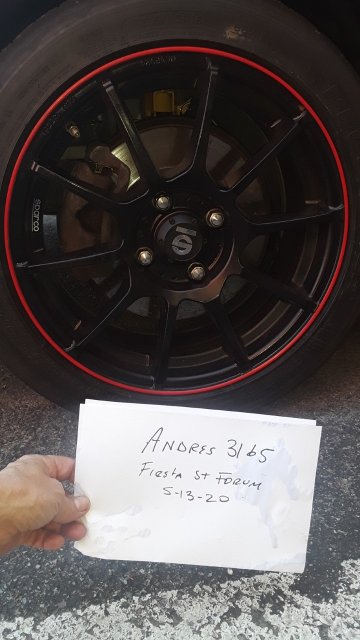 sparco
ANDRES 3165
FIESTA ST FORUM
5-13-20